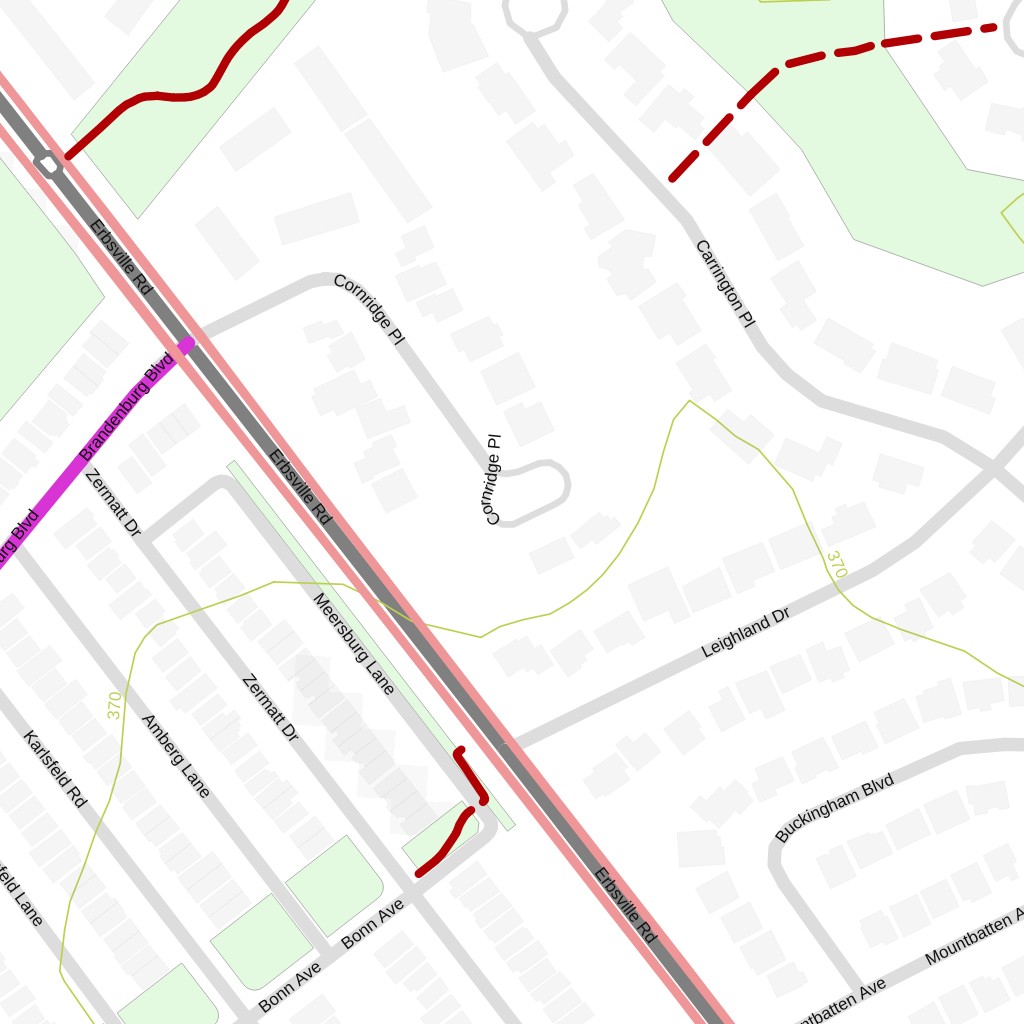 Erbsville Rd
Cornridge Pl
Carrington Pl
Brandenburg Blvd
Cornridge Pl
Erbsville Rd
Zermatt Dr
urg Blvd
370
Meersburg Lane
Leighland Dr
Zermatt Dr
370
Amberg Lane
Karlsfeld Rd
Buckingham Blvd
feld Lane
Erbsville Rd
Bonn Ave
Mountbatten A
Bonn Ave
ntbatten Ave